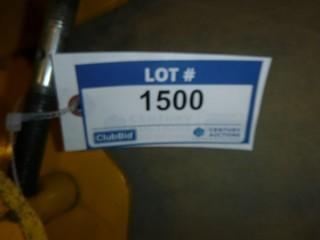 LOT #
1500
ClubBid
CENTURY
AUCTIONS